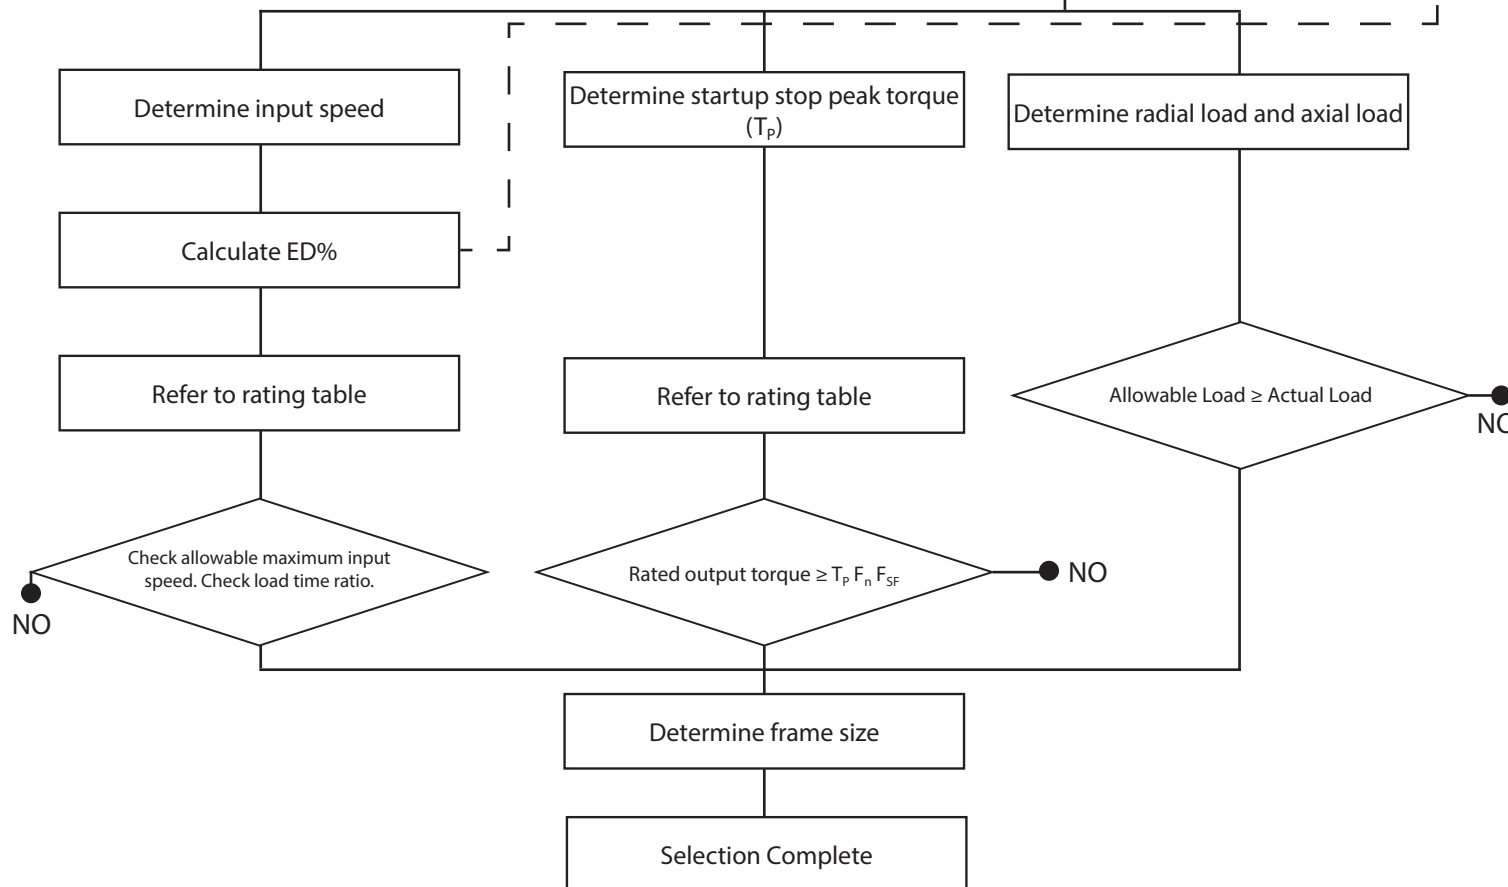 Determine input speed
Determine startup stop peak torque
(Tₚ)
Determine radial load and axial load
Calculate ED%
Refer to rating table
Refer to rating table
Allowable Load ≥ Actual Load
NO
Check allowable maximum input
speed. Check load time ratio.
NO
Rated output torque ≥ Tₚ Fₙ F_SF
NO
Determine frame size
Selection Complete